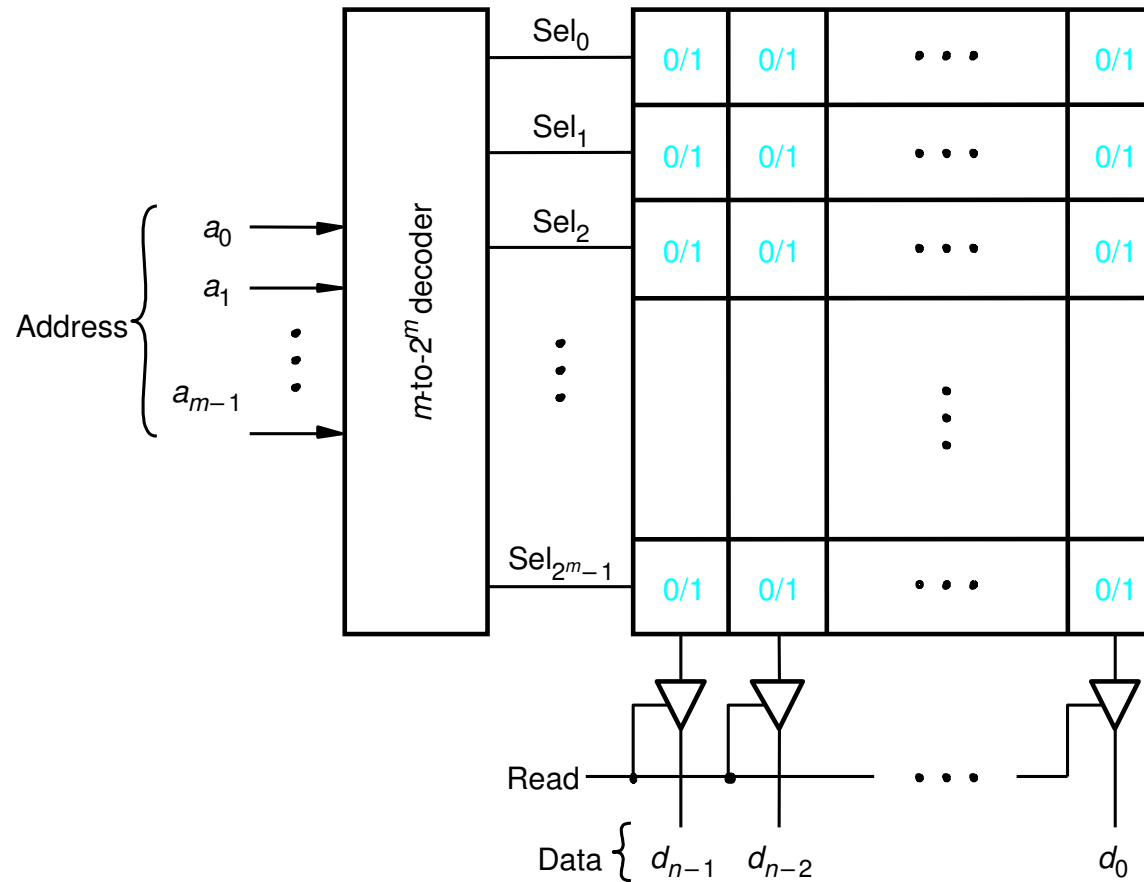 Sel₀
0/1 0/1 • • • 0/1
Sel₁
0/1 0/1 • • • 0/1
Sel₂
0/1 0/1 • • • 0/1
Address
a₀
a₁
aₘ₋₁
m-to-2ᵐ decoder
Sel_{2ᵐ−1}
0/1 0/1 • • • 0/1
Read • • •
Data { dₙ₋₁ dₙ₋₂ d₀